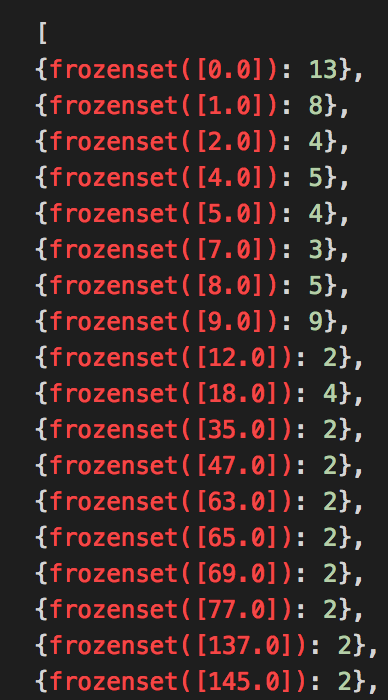 [
{frozenset([0.0]): 13},
{frozenset([1.0]): 8},
{frozenset([2.0]): 4},
{frozenset([4.0]): 5},
{frozenset([5.0]): 4},
{frozenset([7.0]): 3},
{frozenset([8.0]): 5},
{frozenset([9.0]): 9},
{frozenset([12.0]): 2},
{frozenset([18.0]): 4},
{frozenset([35.0]): 2},
{frozenset([47.0]): 2},
{frozenset([63.0]): 2},
{frozenset([65.0]): 2},
{frozenset([69.0]): 2},
{frozenset([77.0]): 2},
{frozenset([137.0]): 2},
{frozenset([145.0]): 2},